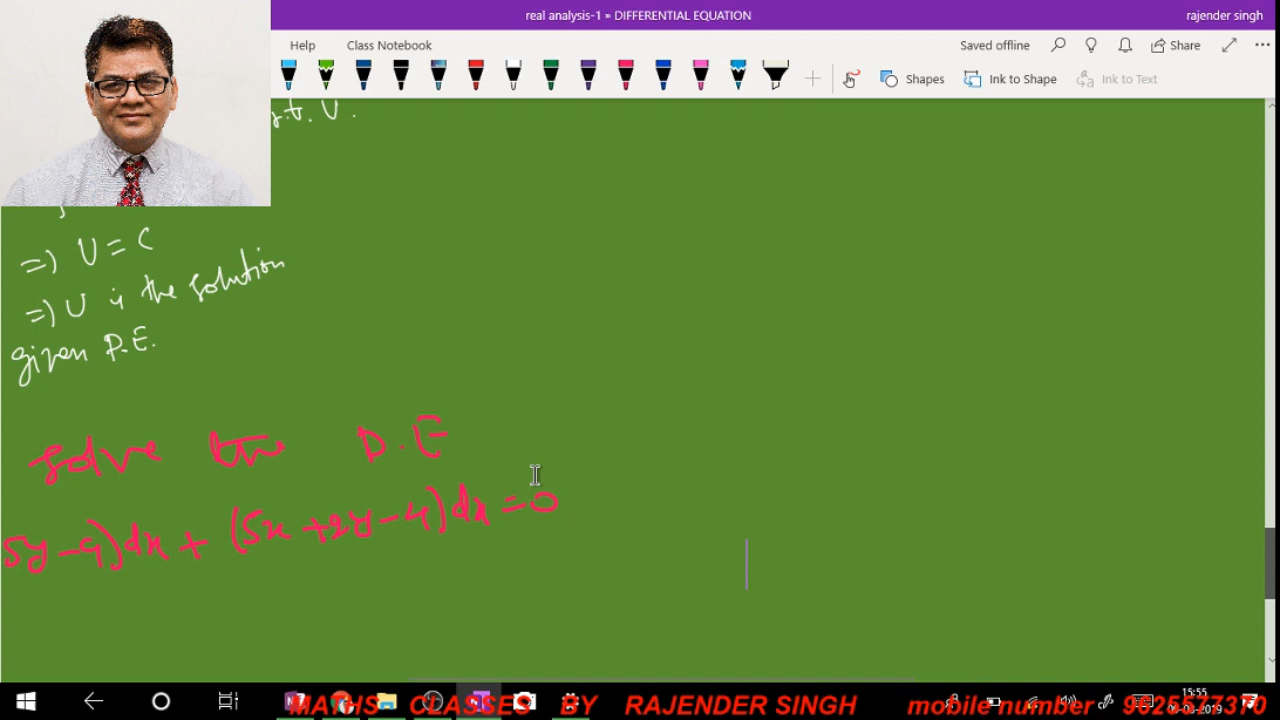 real analysis-1 » DIFFERENTIAL EQUATION
rajender singh
Help Class Notebook
Saved offline
Share
Shapes
Ink to Shape
Ink to Text
.t. U.
=) U = C
=) U is the solution
given D.E.
Solve the D.E
5y-9)dx + (5x+2y-4)dx=0
15:55
MATHS CLASSES BY RAJENDER SINGH mobile number